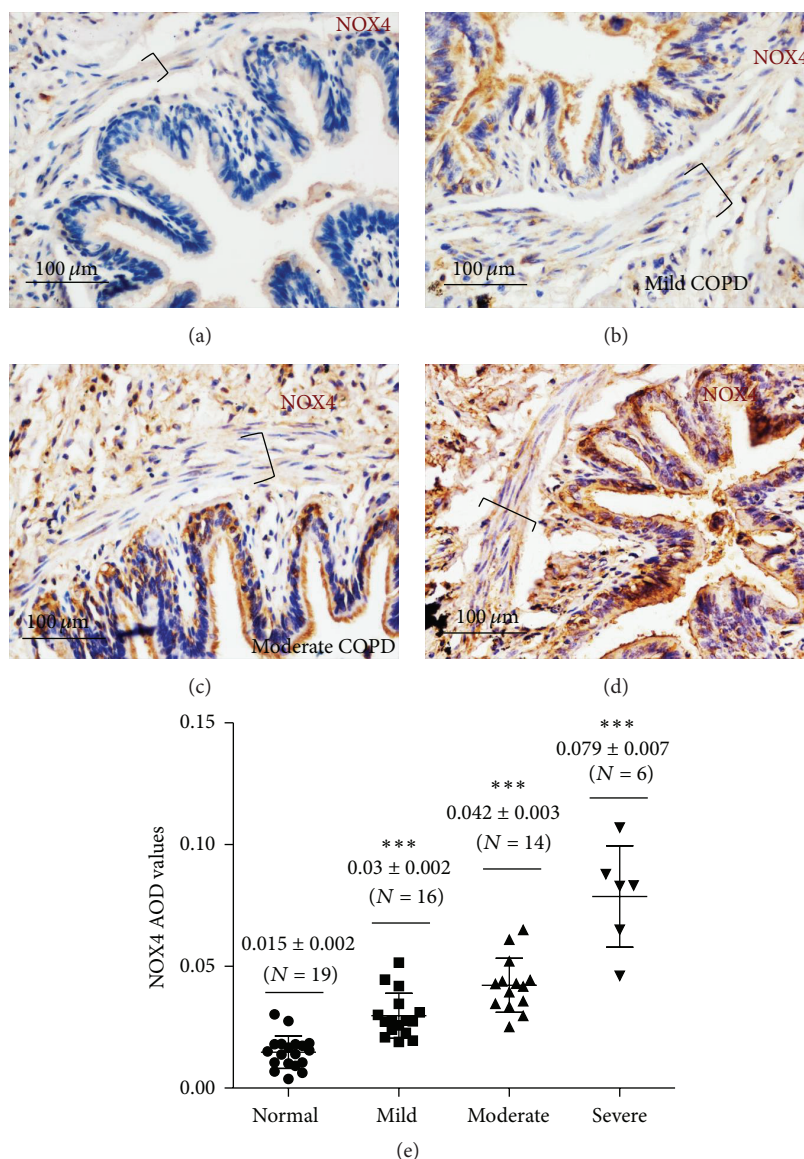 NOX4
100 μm
(a)
NOX4
Mild COPD
100 μm
(b)
NOX4
100 μm
Moderate COPD
(c)
NOX4
100 μm
(d)
NOX4 AOD values
0.15
0.10
0.05
0.00
0.015 ± 0.002
(N = 19)
***
0.03 ± 0.002
(N = 16)
***
0.042 ± 0.003
(N = 14)
***
0.079 ± 0.007
(N = 6)
Normal
Mild
Moderate
Severe
(e)